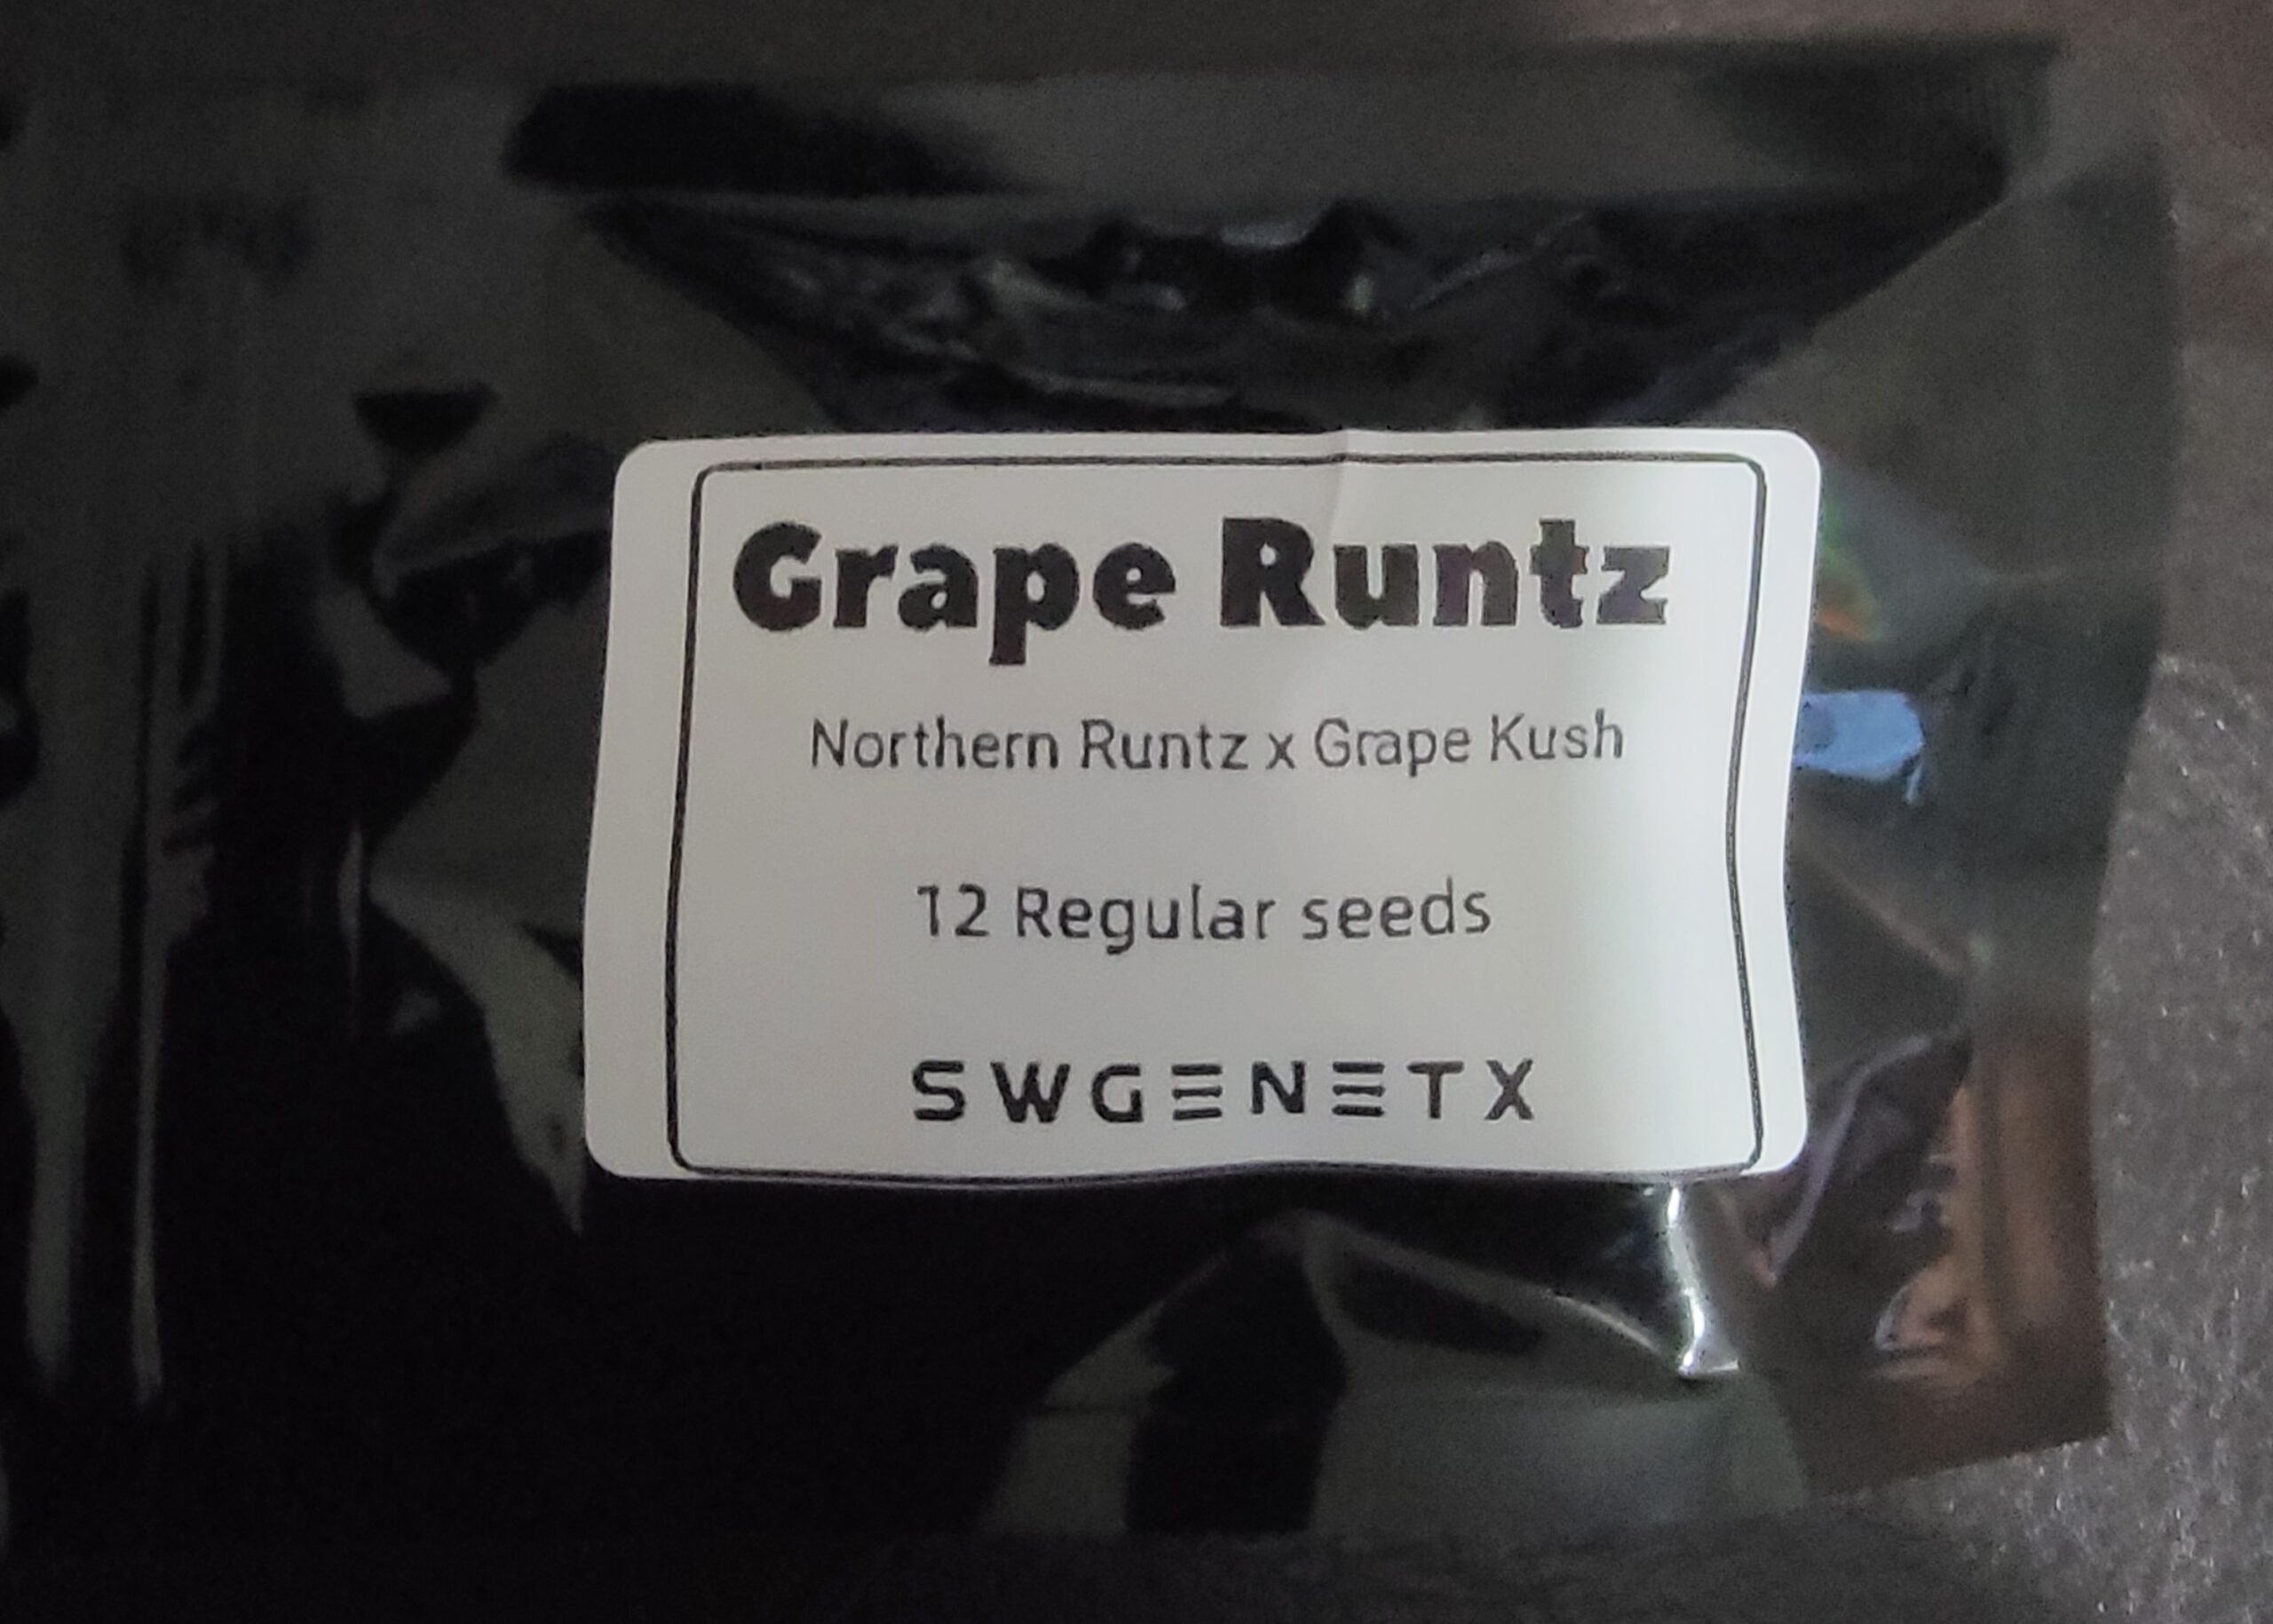 Grape Runtz
Northern Runtz x Grape Kush
12 Regular seeds
SWGENETX